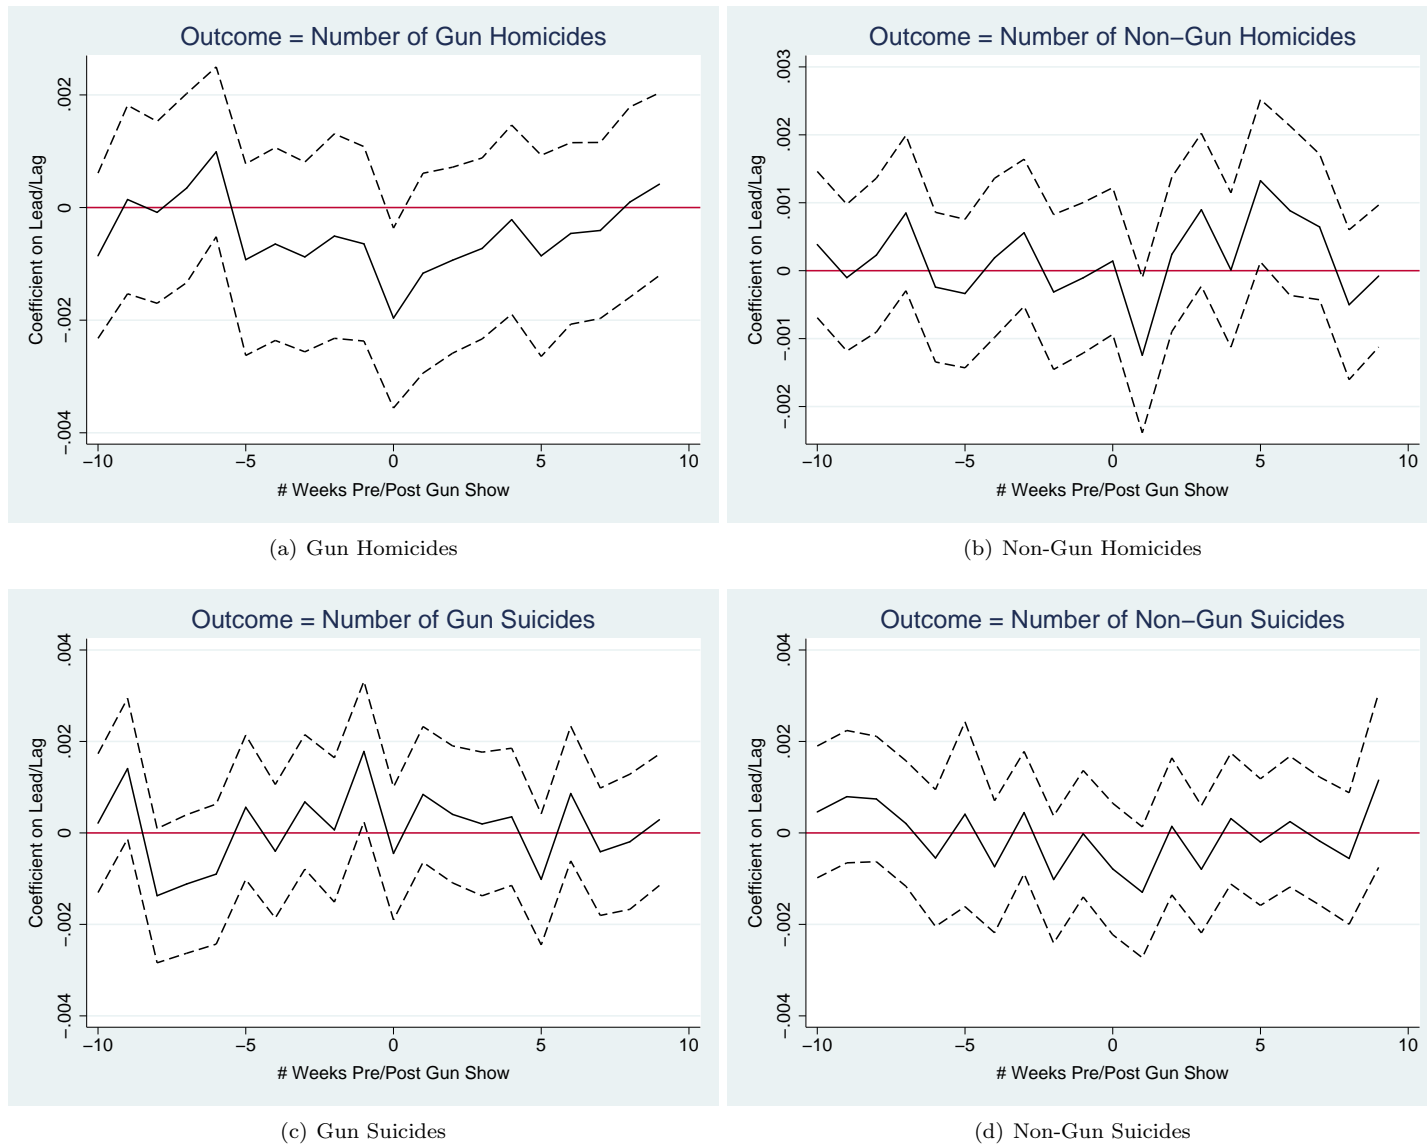 Outcome = Number of Gun Homicides
Coefficient on Lead/Lag
.002
0
−.002
−.004
−10 −5 0 5 10
# Weeks Pre/Post Gun Show
(a) Gun Homicides
Outcome = Number of Non−Gun Homicides
Coefficient on Lead/Lag
.003
.002
.001
0
−.001
−.002
−10 −5 0 5 10
# Weeks Pre/Post Gun Show
(b) Non-Gun Homicides
Outcome = Number of Gun Suicides
Coefficient on Lead/Lag
.004
.002
0
−.002
−.004
−10 −5 0 5 10
# Weeks Pre/Post Gun Show
(c) Gun Suicides
Outcome = Number of Non−Gun Suicides
Coefficient on Lead/Lag
.004
.002
0
−.002
−.004
−10 −5 0 5 10
# Weeks Pre/Post Gun Show
(d) Non-Gun Suicides